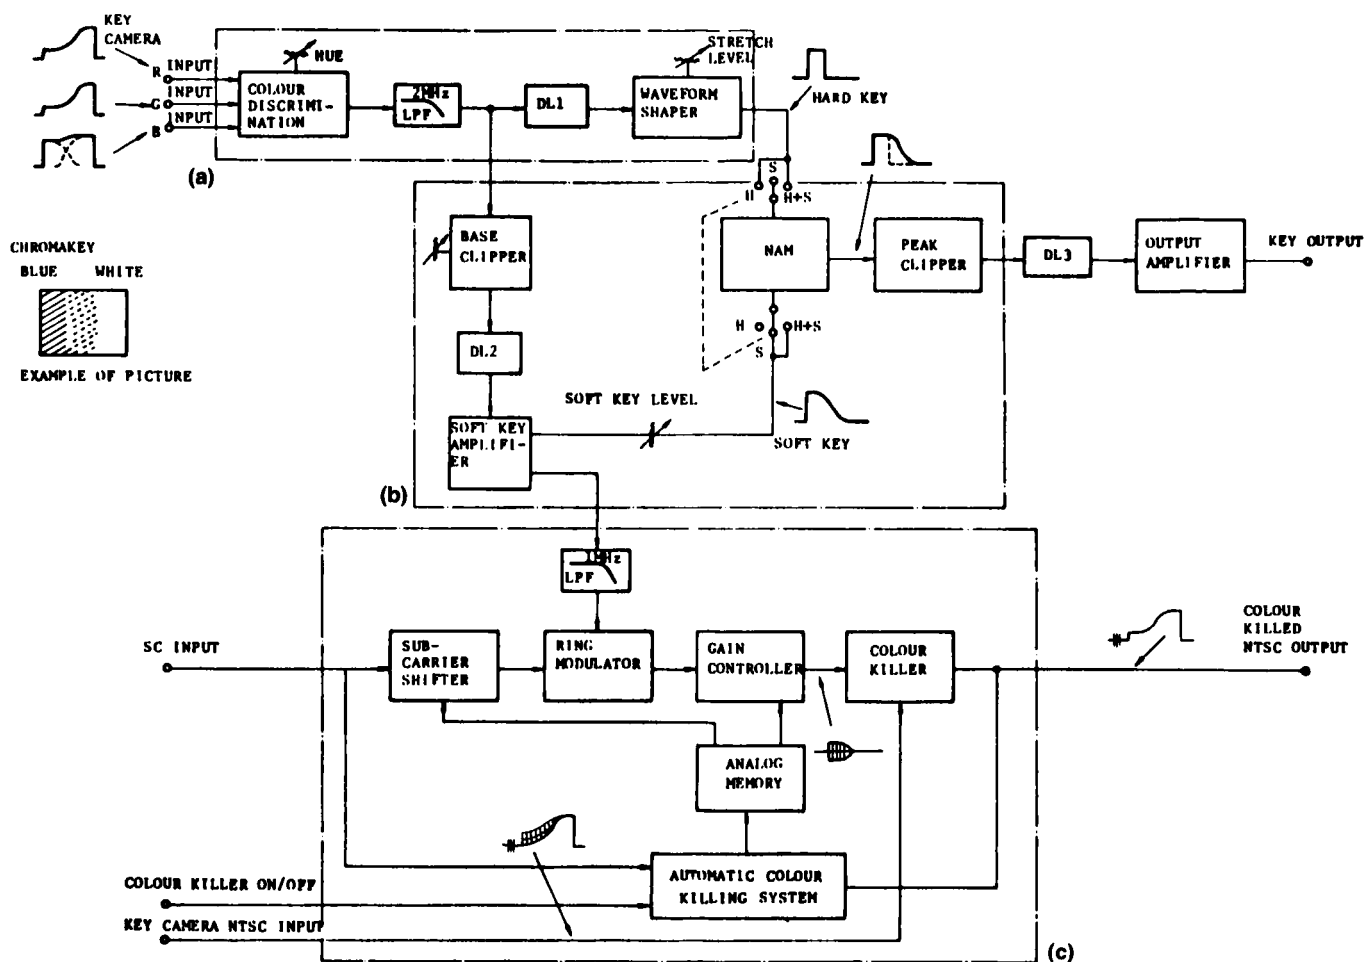 KEY
CAMERA
INPUT
R
INPUT
G
INPUT
B
HUE
COLOUR
DISCRIMI-
NATION
2MHz
LPF
DL1
STRETCH
LEVEL
WAVEFORM
SHAPER
HARD KEY
(a)
H
S
H+S
BASE
CLIPPER
NAM
PEAK
CLIPPER
DL3
OUTPUT
AMPLIFIER
KEY OUTPUT
CHROMAKEY
BLUE WHITE
EXAMPLE OF PICTURE
H
H+S
S
DL2
SOFT KEY LEVEL
SOFT KEY
AMPLIFI-
ER
SOFT KEY
(b)
1MHz
LPF
SC INPUT
SUB-
CARRIER
SHIFTER
RING
MODULATOR
GAIN
CONTROLLER
COLOUR
KILLER
COLOUR
KILLED
NTSC OUTPUT
ANALOG
MEMORY
AUTOMATIC COLOUR
KILLING SYSTEM
COLOUR KILLER ON/OFF
KEY CAMERA NTSC INPUT
(c)